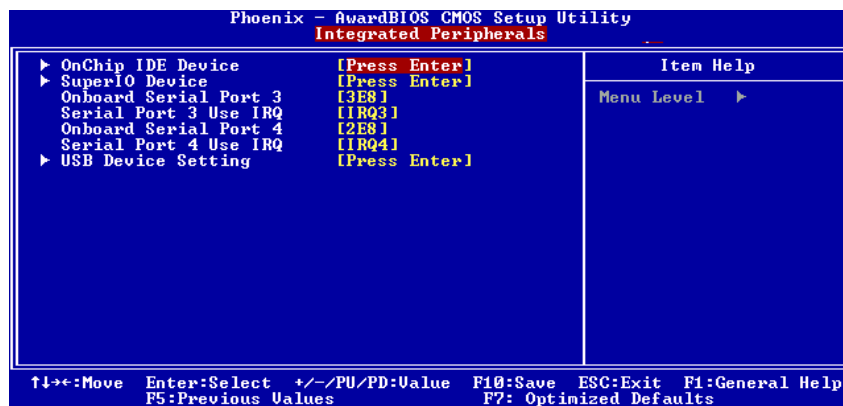 Phoenix - AwardBIOS CMOS Setup Utility
Integrated Peripherals
► OnChip IDE Device [Press Enter]
► SuperIO Device [Press Enter]
Onboard Serial Port 3 [3E8]
Serial Port 3 Use IRQ [IRQ3]
Onboard Serial Port 4 [2E8]
Serial Port 4 Use IRQ [IRQ4]
► USB Device Setting [Press Enter]
Item Help
Menu Level ►
↑↓→←:Move Enter:Select +/-/PU/PD:Value F10:Save ESC:Exit F1:General Help
F5:Previous Values F7: Optimized Defaults